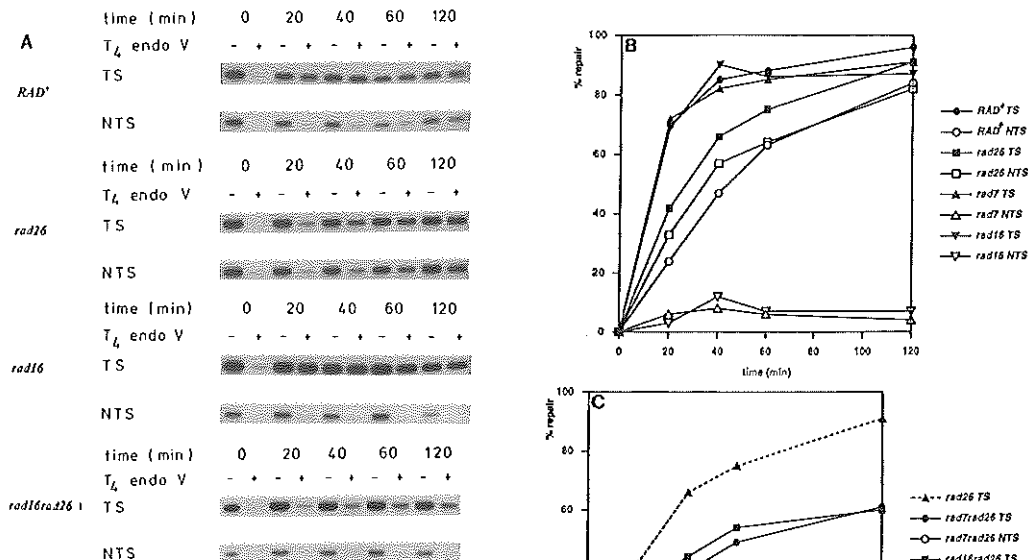 A
time (min) 0 20 40 60 120
T4 endo V - + - + - + - + - +
RAD+ TS
NTS
time (min) 0 20 40 60 120
T4 endo V - + - + - + - + - +
rad26 TS
NTS
time (min) 0 20 40 60 120
T4 endo V - + - + - + - + - +
rad16 TS
NTS
time (min) 0 20 40 60 120
T4 endo V - + - + - + - + - +
rad16rad26 TS
NTS
B
% repair
100
80
60
40
20
0
0 20 40 60 80 100 120
time (min)
RAD+ TS
RAD+ NTS
rad26 TS
rad26 NTS
rad7 TS
rad7 NTS
rad16 TS
rad16 NTS
C
% repair
100
80
60
rad26 TS
rad7rad26 TS
rad7rad26 NTS
rad16rad26 TS